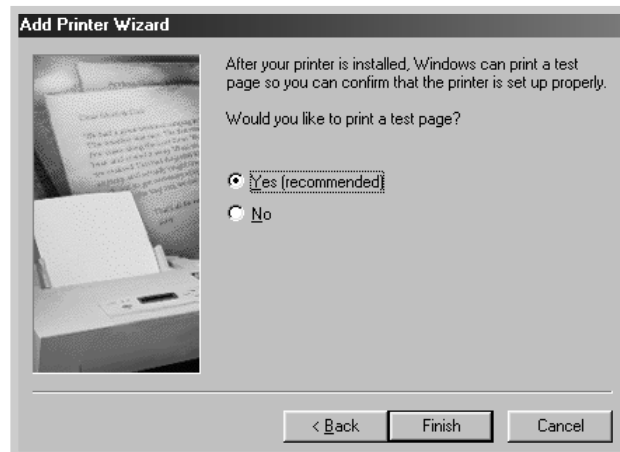 Add Printer Wizard
After your printer is installed, Windows can print a test
page so you can confirm that the printer is set up properly.
Would you like to print a test page?
Yes (recommended)
No
< Back
Finish
Cancel